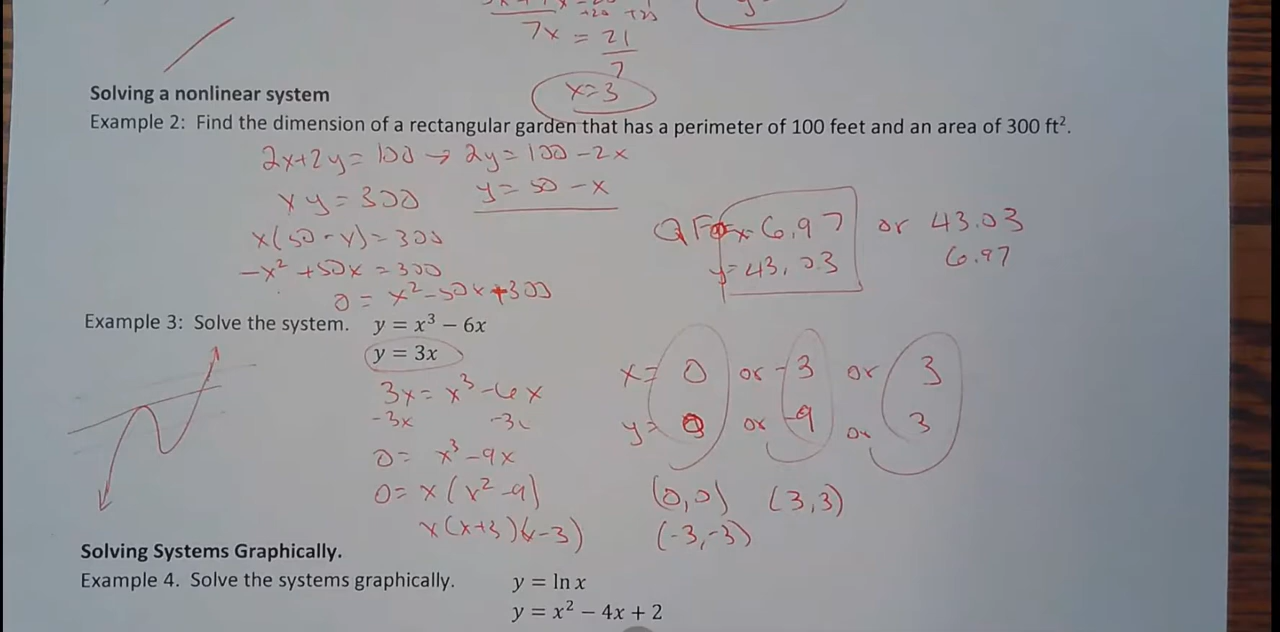 7x = 21
7
x=3
Solving a nonlinear system
Example 2: Find the dimension of a rectangular garden that has a perimeter of 100 feet and an area of 300 ft².
2x+2y = 100 → 2y = 100 - 2x
xy = 300 y = 50 - x
x(50 - x) = 300
-x² + 50x = 300
0 = x² - 50x + 300
QF x= 6.97 or 43.03
y= 43.03 6.97
Example 3: Solve the system. y = x³ − 6x
y = 3x
3x = x³ - 6x
-3x -3x
0 = x³ - 9x
0 = x(x² - 9)
x(x+3)(x-3)
x= 0 or -3 or 3
y= 0 or -9 or 3
(0,0) (3,3)
(-3,-3)
Solving Systems Graphically.
Example 4. Solve the systems graphically. y = ln x
y = x² − 4x + 2